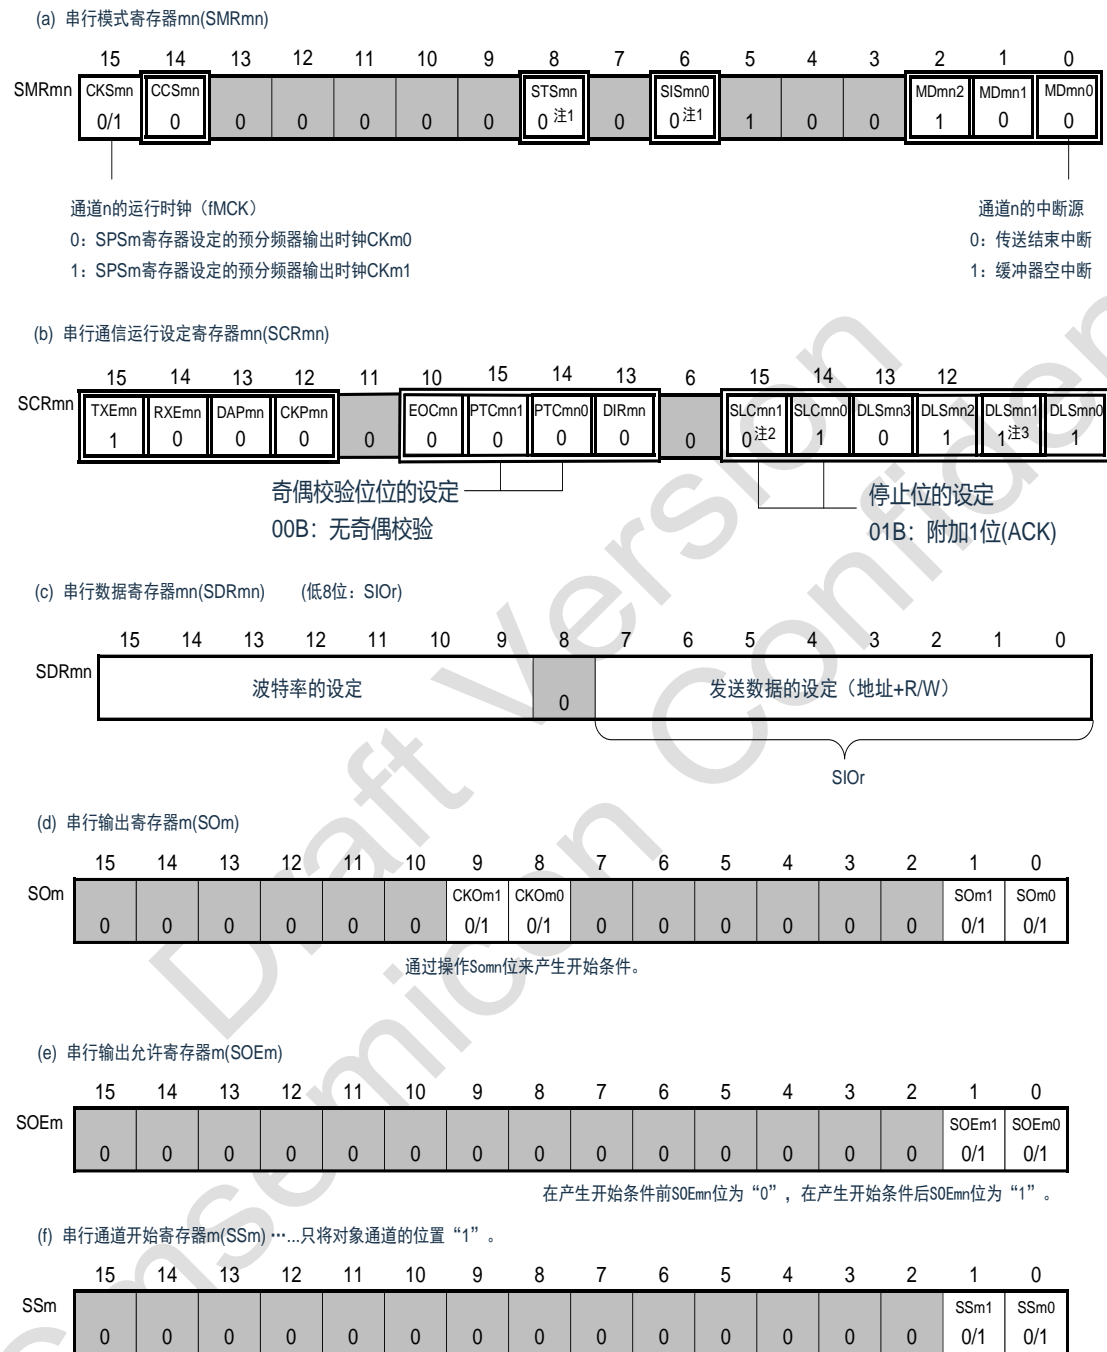 (a) 串行模式寄存器mn(SMRmn)
15 14 13 12 11 10 9 8 7 6 5 4 3 2 1 0
SMRmn CKSmn CCSmn STSmn SISmn0 MDmn2 MDmn1 MDmn0
0/1 0 0 0 0 0 0 0 注1 0 0 注1 1 0 0 1 0 0
通道n的运行时钟（fMCK） 通道n的中断源
0：SPSm寄存器设定的预分频器输出时钟CKm0 0：传送结束中断
1：SPSm寄存器设定的预分频器输出时钟CKm1 1：缓冲器空中断
(b) 串行通信运行设定寄存器mn(SCRmn)
15 14 13 12 11 10 15 14 13 6 15 14 13 12
SCRmn TXEmn RXEmn DAPmn CKPmn EOCmn PTCmn1 PTCmn0 DIRmn SLCmn1 SLCmn0 DLSmn3 DLSmn2 DLSmn1 DLSmn0
1 0 0 0 0 0 0 0 0 0 0注2 1 0 1 1注3 1
奇偶校验位位的设定 停止位的设定
00B：无奇偶校验 01B：附加1位(ACK)
(c) 串行数据寄存器mn(SDRmn) (低8位：SIOr)
15 14 13 12 11 10 9 8 7 6 5 4 3 2 1 0
SDRmn 波特率的设定 0 发送数据的设定（地址+R/W）
SIOr
(d) 串行输出寄存器m(SOm)
15 14 13 12 11 10 9 8 7 6 5 4 3 2 1 0
SOm CKOm1 CKOm0 SOm1 SOm0
0 0 0 0 0 0 0/1 0/1 0 0 0 0 0 0 0/1 0/1
通过操作Somn位来产生开始条件。
(e) 串行输出允许寄存器m(SOEm)
15 14 13 12 11 10 9 8 7 6 5 4 3 2 1 0
SOEm SOEm1 SOEm0
0 0 0 0 0 0 0 0 0 0 0 0 0 0 0/1 0/1
在产生开始条件前SOEmn位为“0”，在产生开始条件后SOEmn位为“1”。
(f) 串行通道开始寄存器m(SSm) ⋯...只将对象通道的位置“1”。
15 14 13 12 11 10 9 8 7 6 5 4 3 2 1 0
SSm SSm1 SSm0
0 0 0 0 0 0 0 0 0 0 0 0 0 0 0/1 0/1
Draft Version